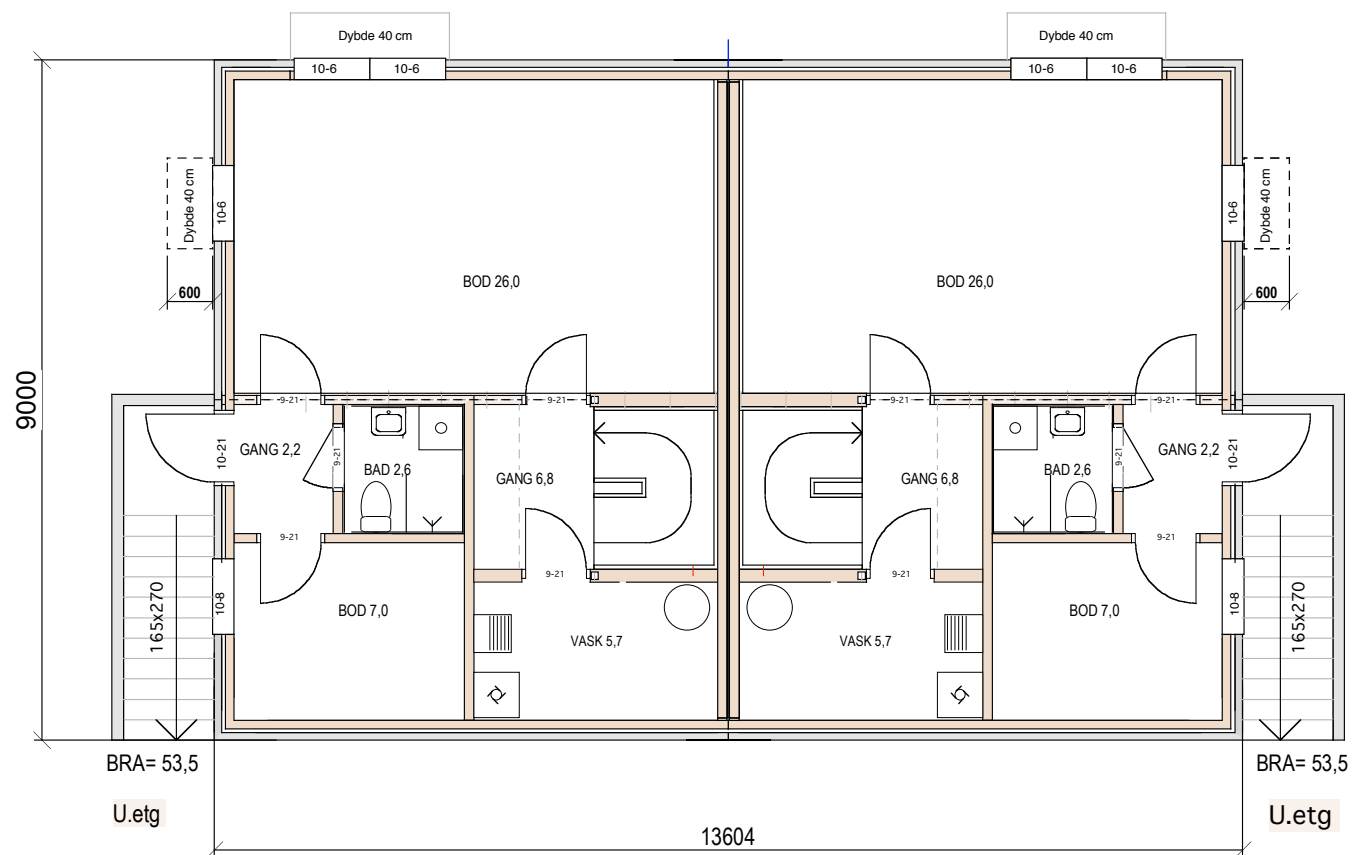 Dybde 40 cm
Dybde 40 cm
10-6
10-6
10-6
10-6
Dybde 40 cm
10-6
10-6
Dybde 40 cm
BOD 26,0
BOD 26,0
600
600
9000
9-21
9-21
9-21
9-21
10-21
GANG 2,2
9-21
BAD 2,6
GANG 6,8
GANG 6,8
BAD 2,6
9-21
GANG 2,2
10-21
9-21
9-21
9-21
9-21
165x270
10-8
BOD 7,0
VASK 5,7
VASK 5,7
BOD 7,0
10-8
165x270
BRA= 53,5
BRA= 53,5
U.etg
U.etg
13604